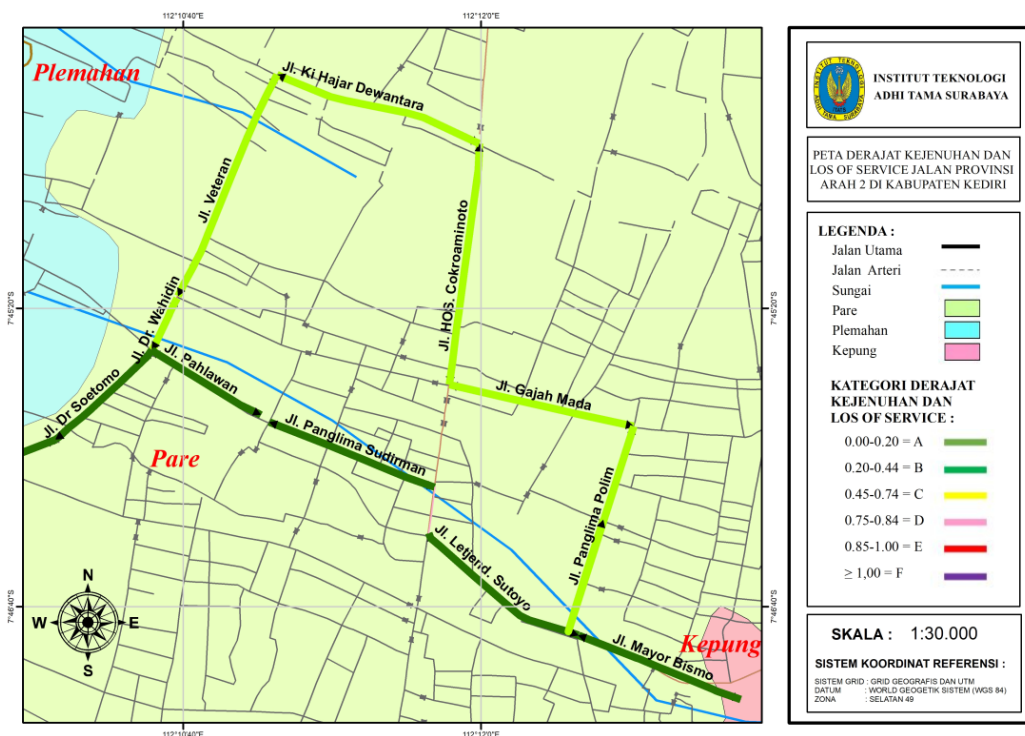 112°10'40"E
112°12'0"E
Plemahan
Jl. Ki Hajar Dewantara
Jl. Veteran
Jl. HOS. Cokroaminoto
Jl. Dr. Wahidin
7°45'20"S
7°45'20"S
Jl. Pahlawan
Jl. Dr Soetomo
Jl. Gajah Mada
Jl. Panglima Sudirman
Pare
Jl. Panglima Polim
Jl. Letjend. Sutoyo
7°46'40"S
7°46'40"S
N
W
E
S
Kepung
Jl. Mayor Bismo
112°10'40"E
112°12'0"E
INSTITUT TEKNOLOGI
ADHI TAMA SURABAYA
PETA DERAJAT KEJENUHAN DAN
LOS OF SERVICE JALAN PROVINSI
ARAH 2 DI KABUPATEN KEDIRI
LEGENDA :
Jalan Utama
Jalan Arteri
Sungai
Pare
Plemahan
Kepung
KATEGORI DERAJAT
KEJENUHAN DAN
LOS OF SERVICE :
0.00-0.20 = A
0.20-0.44 = B
0.45-0.74 = C
0.75-0.84 = D
0.85-1.00 = E
≥ 1,00 = F
SKALA : 1:30.000
SISTEM KOORDINAT REFERENSI :
SISTEM GRID : GRID GEOGRAFIS DAN UTM
DATUM : WORLD GEOGETIK SISTEM (WGS 84)
ZONA : SELATAN 49